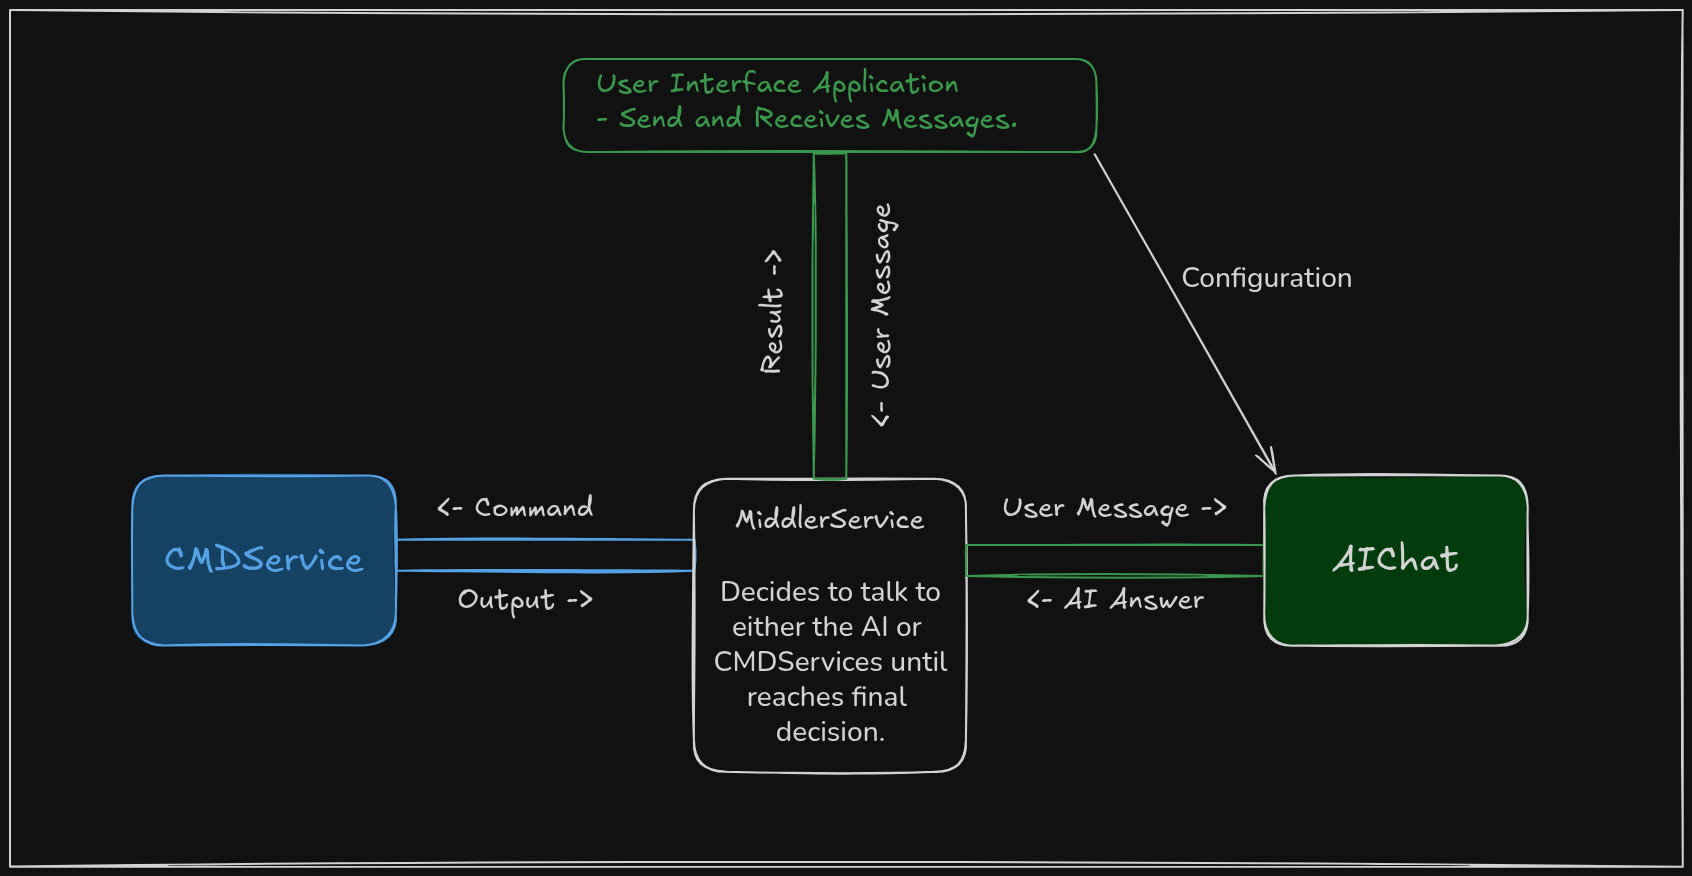 User Interface Application
- Send and Receives Messages.
Result ->
<- User Message
Configuration
<- Command
CMDService
Output ->
MiddlerService
Decides to talk to
either the AI or
CMDServices until
reaches final
decision.
User Message ->
<- AI Answer
AIChat